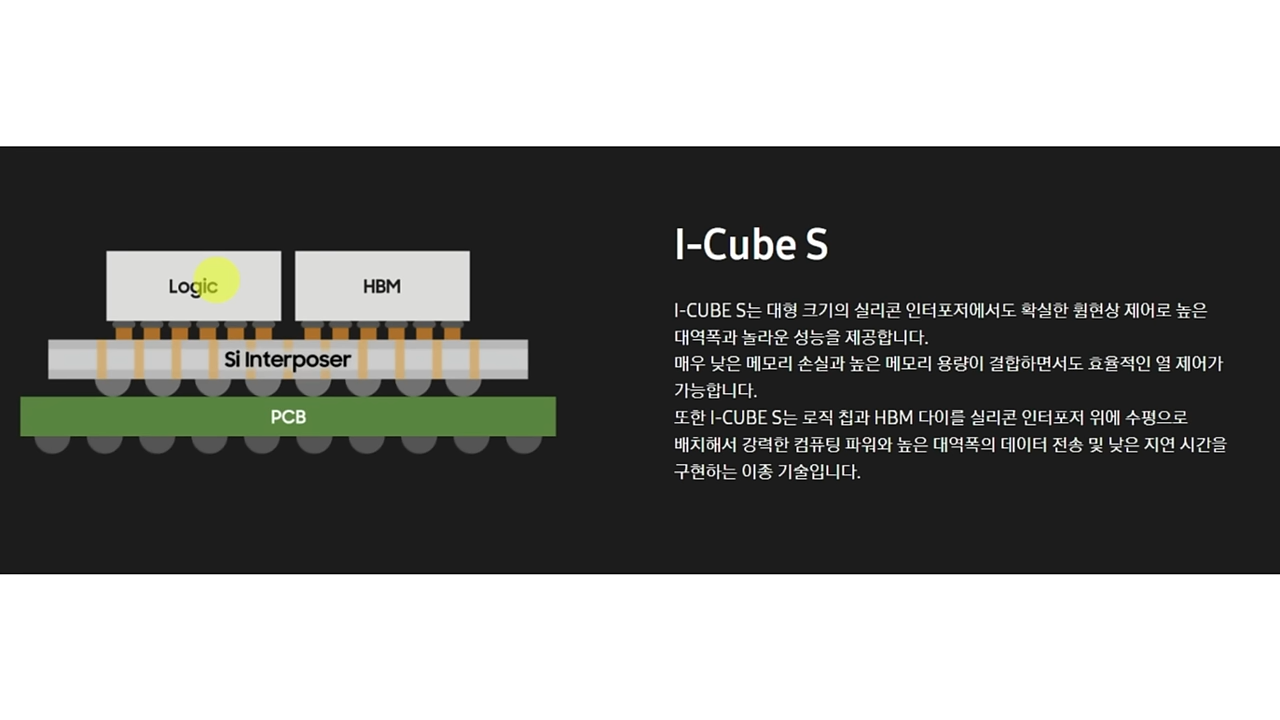 Logic
HBM
Si Interposer
PCB
I-Cube S
I-CUBE S는 대형 크기의 실리콘 인터포저에서도 확실한 휨현상 제어로 높은
대역폭과 놀라운 성능을 제공합니다.
매우 낮은 메모리 손실과 높은 메모리 용량이 결합하면서도 효율적인 열 제어가
가능합니다.
또한 I-CUBE S는 로직 칩과 HBM 다이를 실리콘 인터포저 위에 수평으로
배치해서 강력한 컴퓨팅 파워와 높은 대역폭의 데이터 전송 및 낮은 지연 시간을
구현하는 이종 기술입니다.